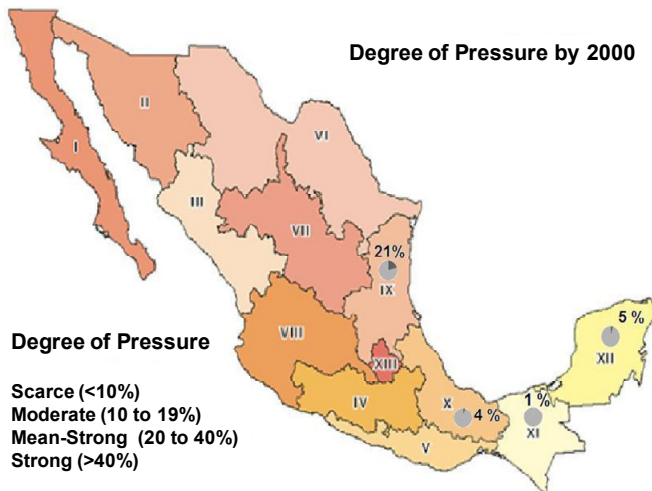 Degree of Pressure by 2000
II
VI
I
III
VII
21%
IX
5 %
XII
VIII
XIII
1 %
IV
X
4 %
XI
V
Degree of Pressure
Scarce (<10%)
Moderate (10 to 19%)
Mean-Strong (20 to 40%)
Strong (>40%)